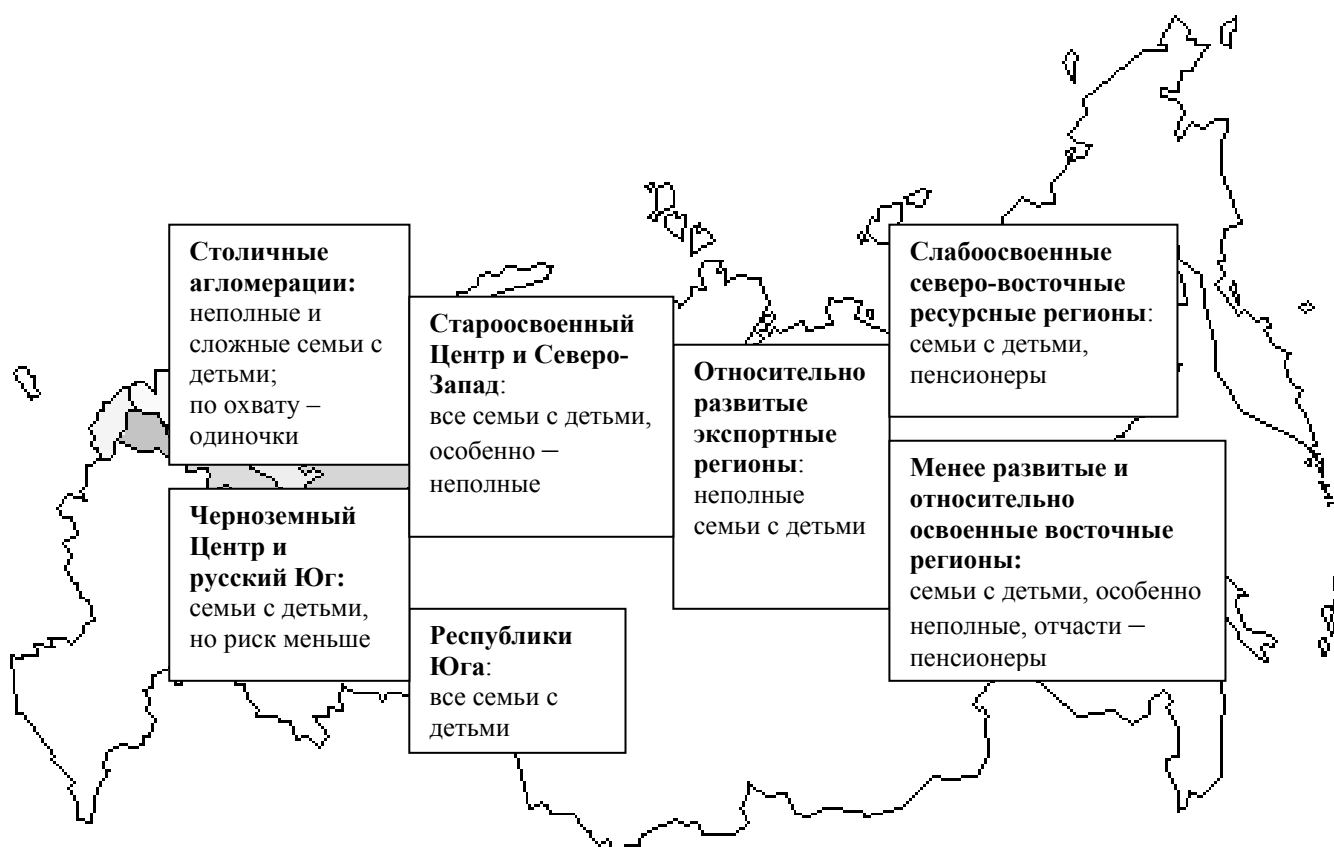 Столичные
агломерации:
неполные и
сложные семьи с
детьми;
по охвату –
одиночки
Староосвоенный
Центр и Северо-
Запад:
все семьи с детьми,
особенно –
неполные
Относительно
развитые
экспортные
регионы:
неполные
семьи с детьми
Слабоосвоенные
северо-восточные
ресурсные регионы:
семьи с детьми,
пенсионеры
Черноземный
Центр и
русский Юг:
семьи с детьми,
но риск меньше
Республики
Юга:
все семьи с
детьми
Менее развитые и
относительно
освоенные восточные
регионы:
семьи с детьми, особенно
неполные, отчасти –
пенсионеры